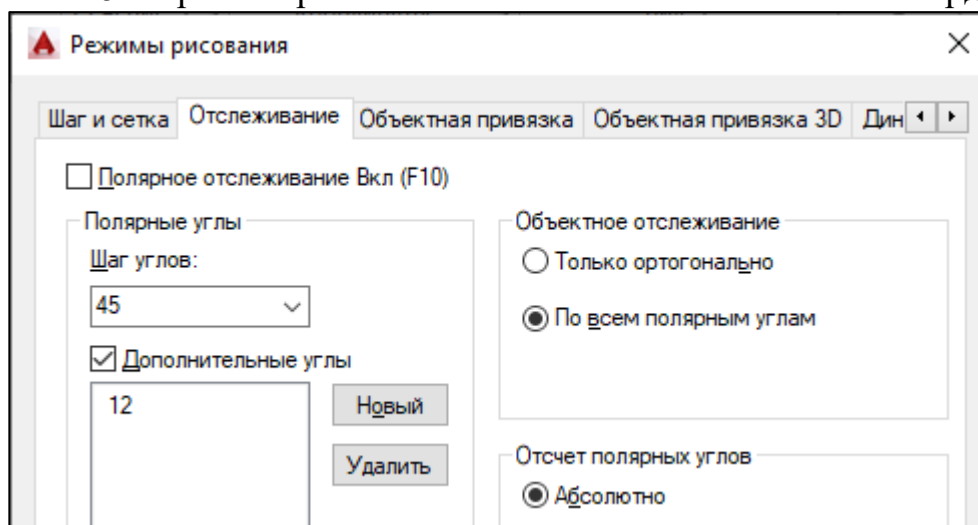 Режимы рисования
Шаг и сетка Отслеживание Объектная привязка Объектная привязка 3D Дин
Полярное отслеживание Вкл (F10)
Полярные углы
Шаг углов:
45
Дополнительные углы
12
Новый
Удалить
Объектное отслеживание
Только ортогонально
По всем полярным углам
Отсчет полярных углов
Абсолютно